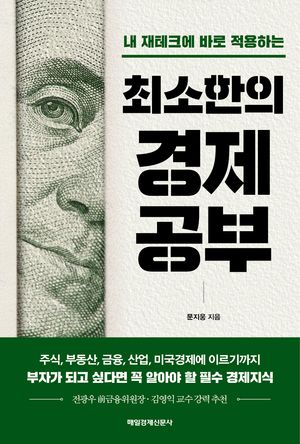 내 재테크에 바로 적용하는
최소한의
경제
공부
문지웅 지음
주식, 부동산, 금융, 산업, 미국경제에 이르기까지
부자가 되고 싶다면 꼭 알아야 할 필수 경제지식
전광우 前금융위원장 · 김영익 교수 강력 추천
매일경제신문사